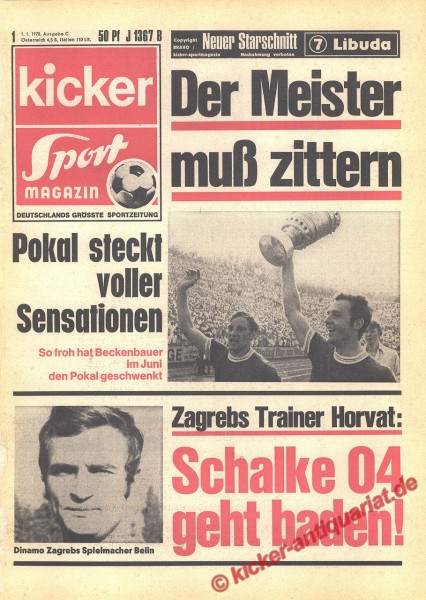 1 1. 1. 1970, Ausgabe C
Österreich 4,5 S, Italien 110 Lit.
50 Pf J 1367 B
Copyright
BRAVO /
kicker-sportmagazin
Neuer Starschnitt
Nachahmung verboten
7 Libuda
kicker
Sport
MAGAZIN
DEUTSCHLANDS GRÖSSTE SPORTZEITUNG
Der Meister
muß zittern
Pokal steckt
voller
Sensationen
So froh hat Beckenbauer
im Juni
den Pokal geschwenkt
Zagrebs Trainer Horvat:
Schalke 04
geht baden!
Dinamo Zagrebs Spielmacher Belin
© kicker-antiquariat.de